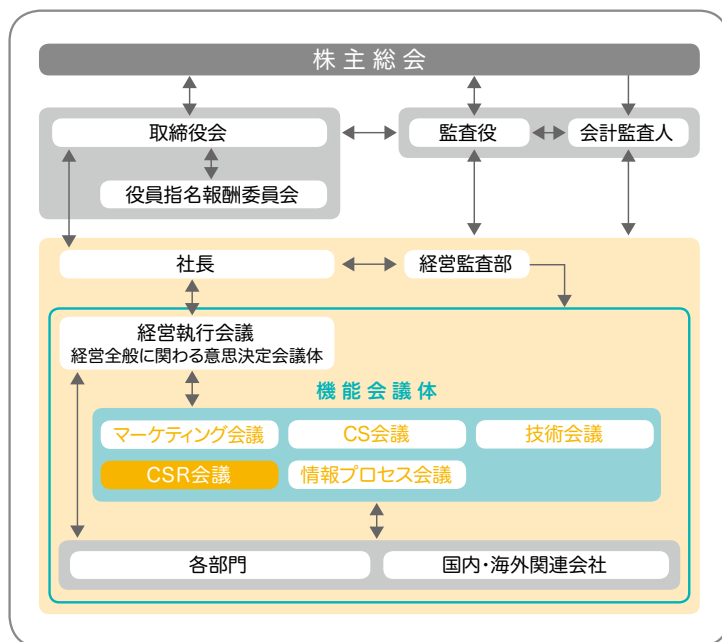 株主総会
取締役会
監査役
会計監査人
役員指名報酬委員会
社長
経営監査部
経営執行会議
経営全般に関わる意思決定会議体
機能会議体
マーケティング会議
CS会議
技術会議
CSR会議
情報プロセス会議
各部門
国内・海外関連会社